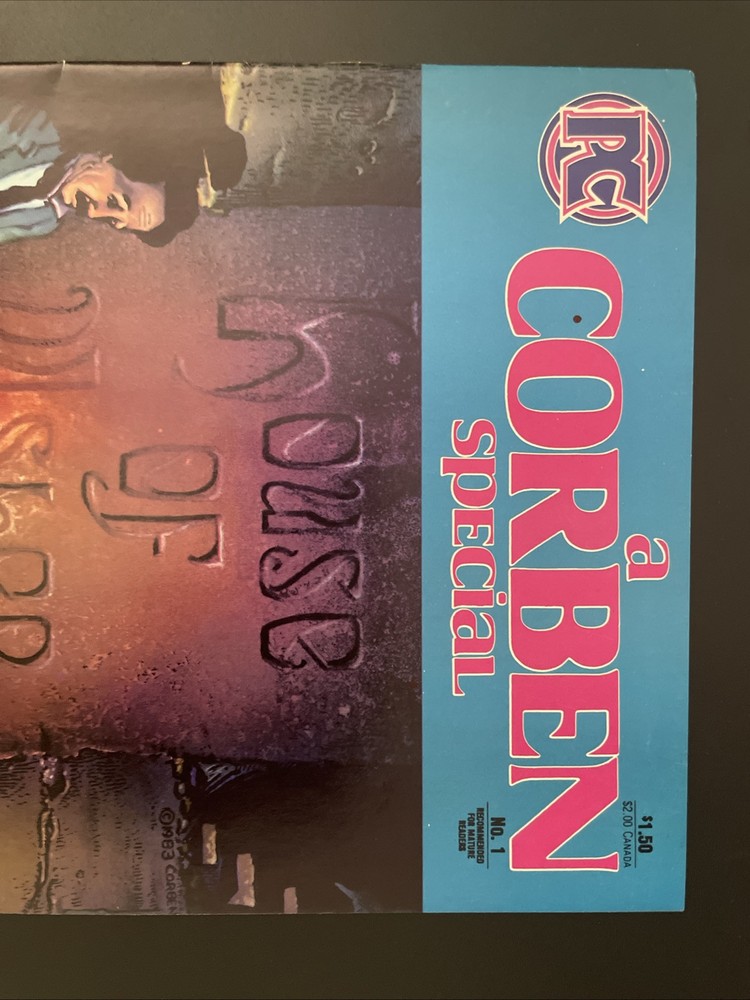 PC
a
$1.50
$2.00 CANADA
CORBEN
special
No. 1
RECOMMENDED
FOR MATURE
READERS
House
of
Usher
©1983 CORBEN